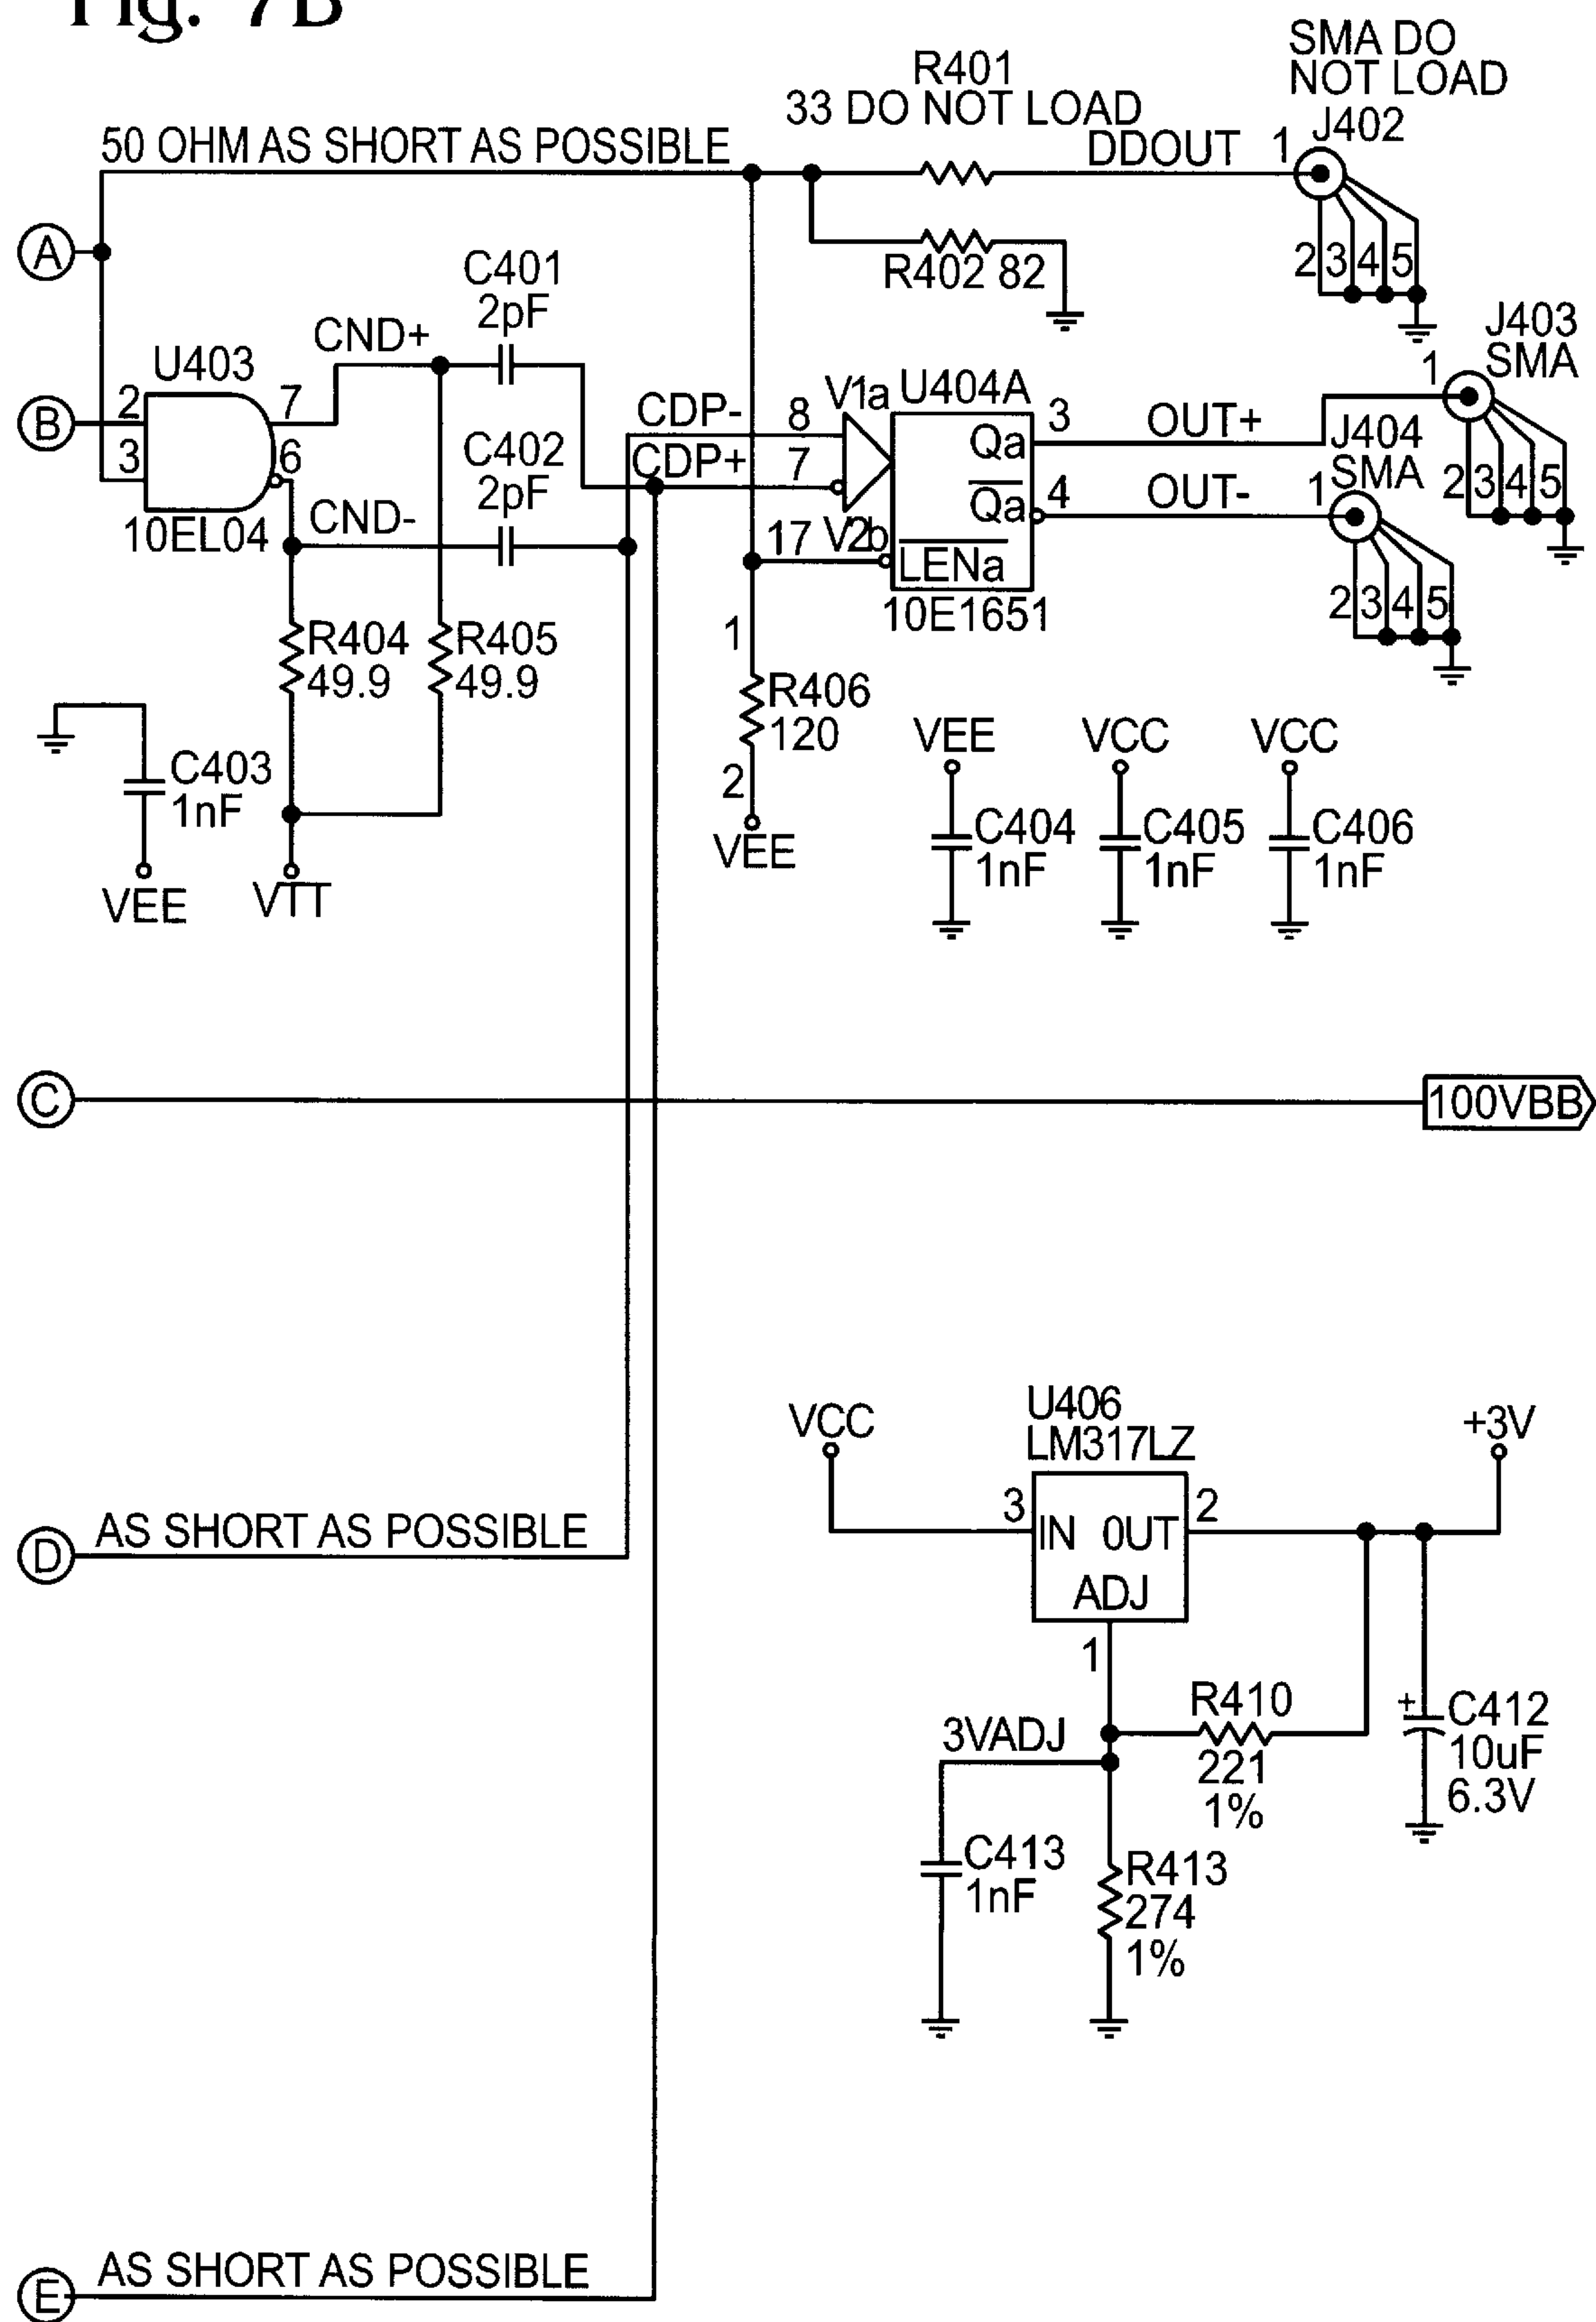 Fig. 7B
SMA DO
NOT LOAD
J402
R401
33 DO NOT LOAD
50 OHM AS SHORT AS POSSIBLE
DDOUT
1
2 3 4 5
A
R402 82
C401
2pF
CND+
J403
SMA
1
2 3 4 5
U403
B
2
3
7
6
10EL04
C402
2pF
CND-
CDP-
CDP+
8
7
17
V1a
V2b
U404A
Qa
Qa
LENa
10E1651
3
4
OUT+
OUT-
J404
SMA
1
2 3 4 5
R404
49.9
R405
49.9
1
R406
120
2
VEE
C403
1nF
VEE
VTT
VEE
C404
1nF
VCC
C405
1nF
VCC
C406
1nF
C
100VBB
U406
LM317LZ
VCC
+3V
3
IN OUT
2
ADJ
1
D
AS SHORT AS POSSIBLE
R410
221
1%
3VADJ
+
C412
10uF
6.3V
C413
1nF
R413
274
1%
E
AS SHORT AS POSSIBLE